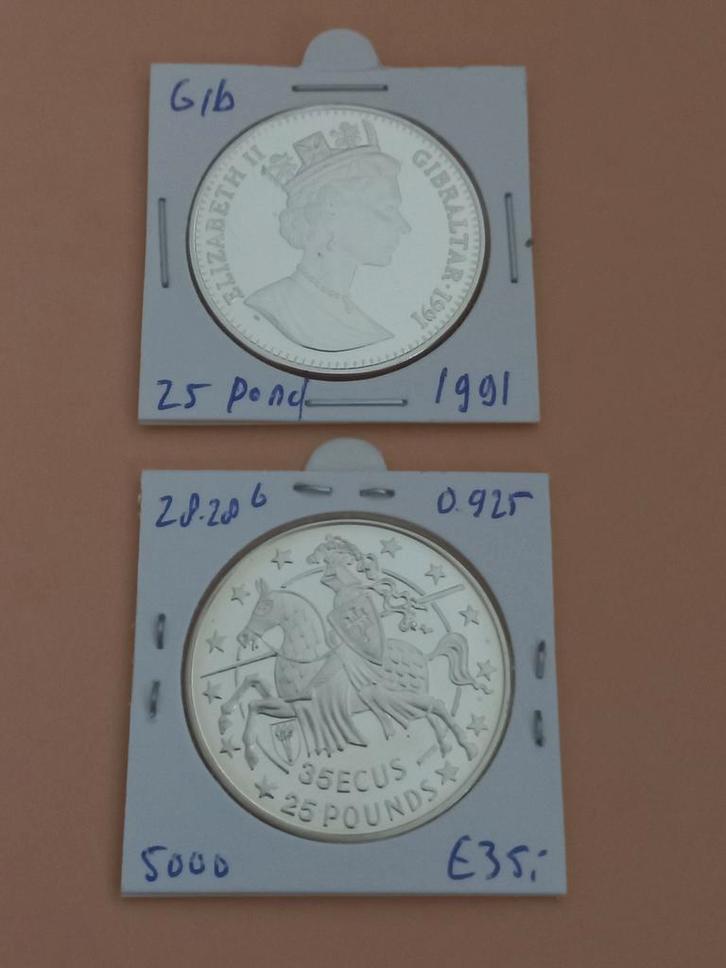 Gib
ELIZABETH II
GIBRALTAR · 1991
25 Pond
1991
28.28 G
0.925
35 ECUS
25 POUNDS
5000
€35,-